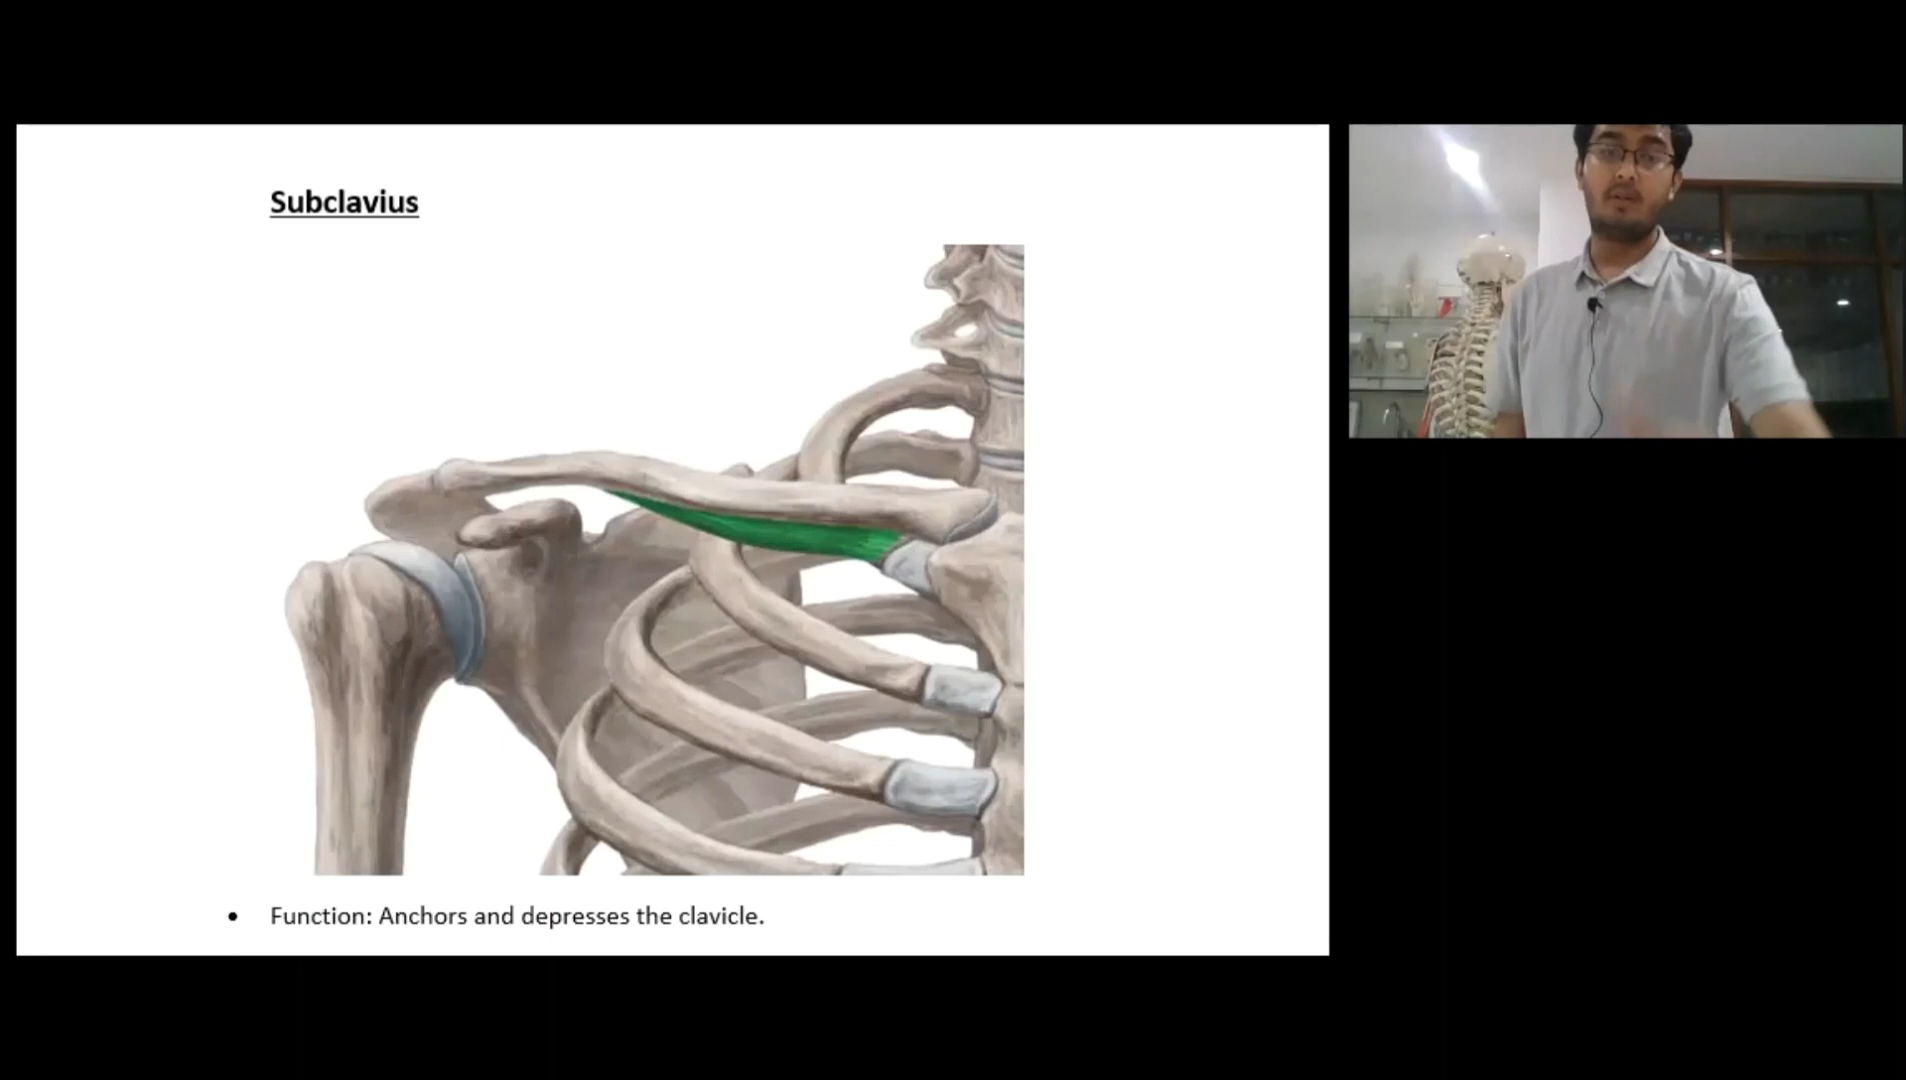 Subclavius
• Function: Anchors and depresses the clavicle.